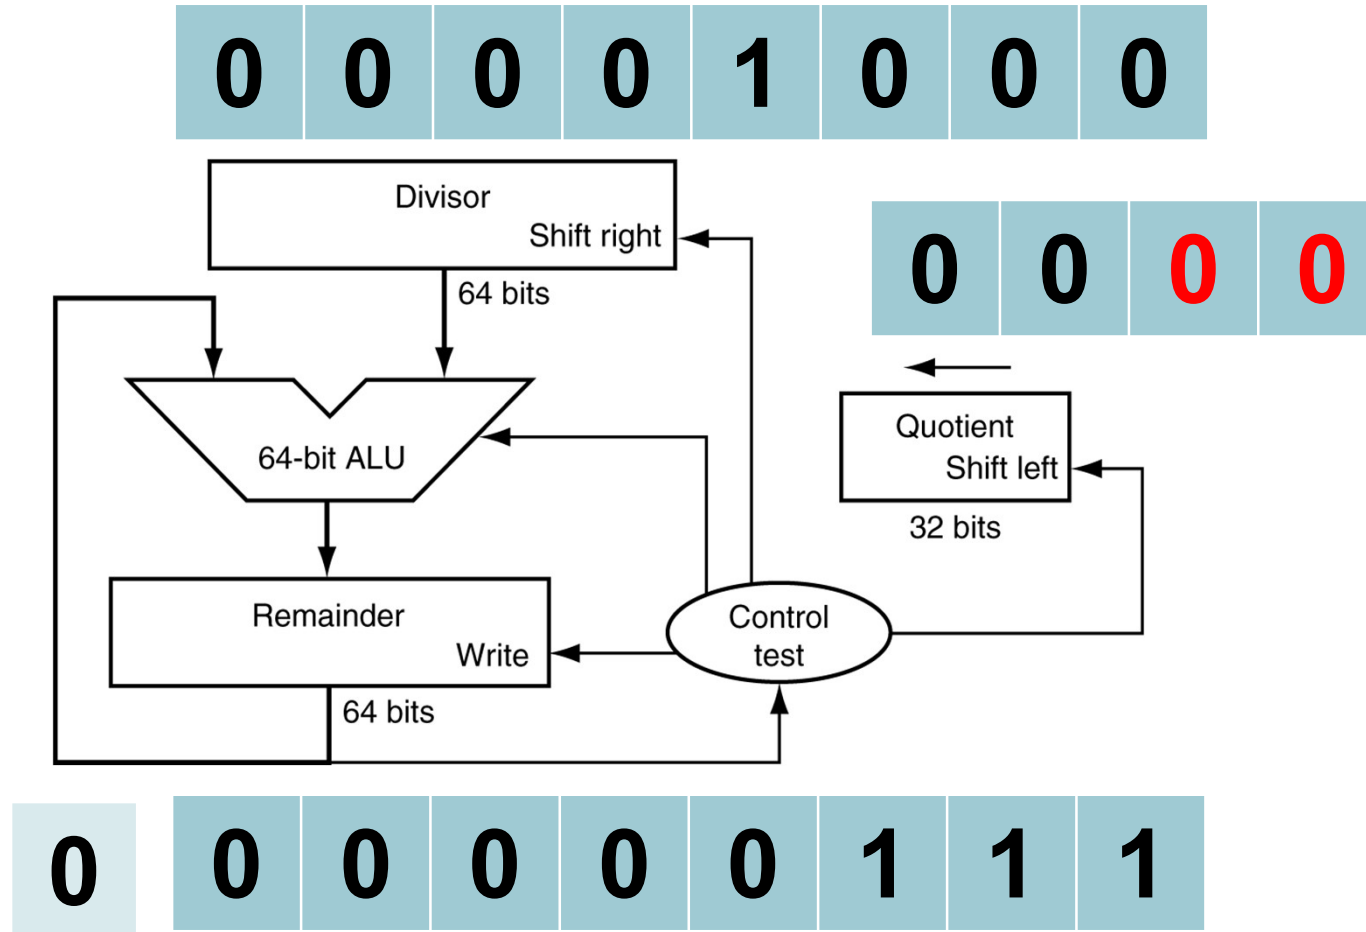 0 0 0 0 1 0 0 0
Divisor
Shift right
64 bits
0 0 0 0
64-bit ALU
Quotient
Shift left
32 bits
Remainder
Write
Control
test
64 bits
0 0 0 0 0 0 1 1 1